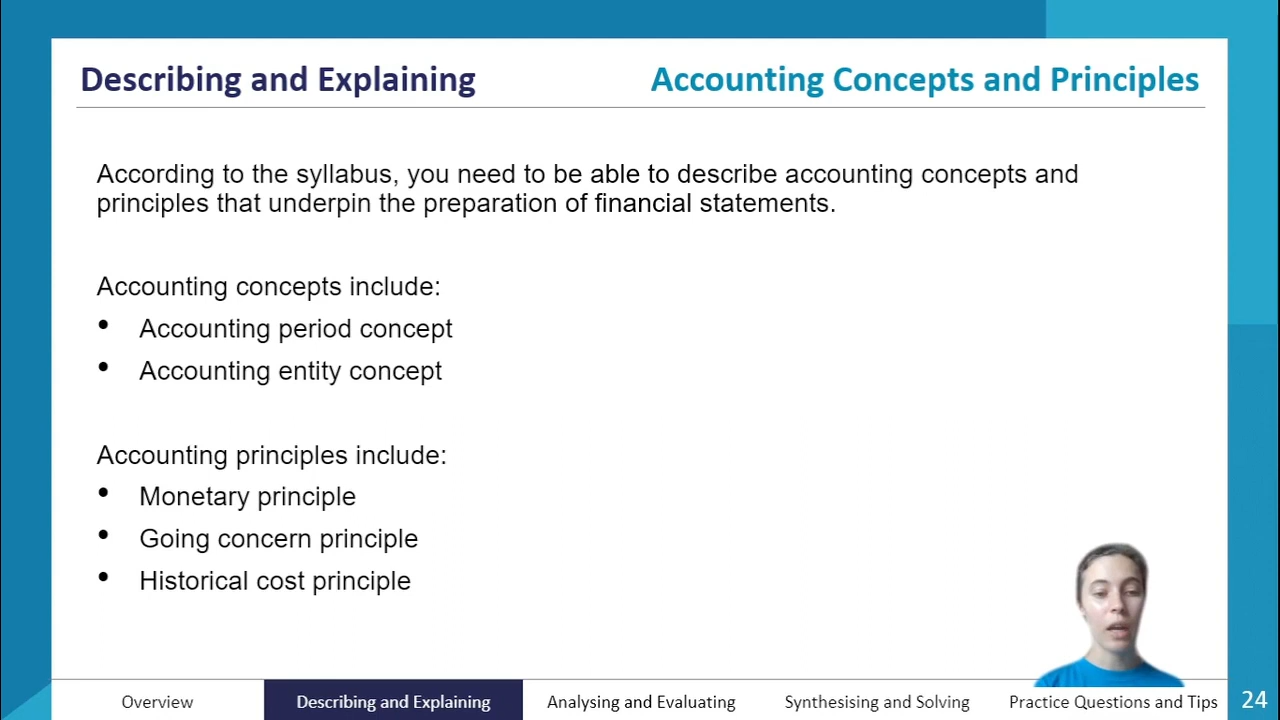 Describing and Explaining
Accounting Concepts and Principles
According to the syllabus, you need to be able to describe accounting concepts and
principles that underpin the preparation of financial statements.
Accounting concepts include:
• Accounting period concept
• Accounting entity concept
Accounting principles include:
• Monetary principle
• Going concern principle
• Historical cost principle
Overview
Describing and Explaining
Analysing and Evaluating
Synthesising and Solving
Practice Questions and Tips
24